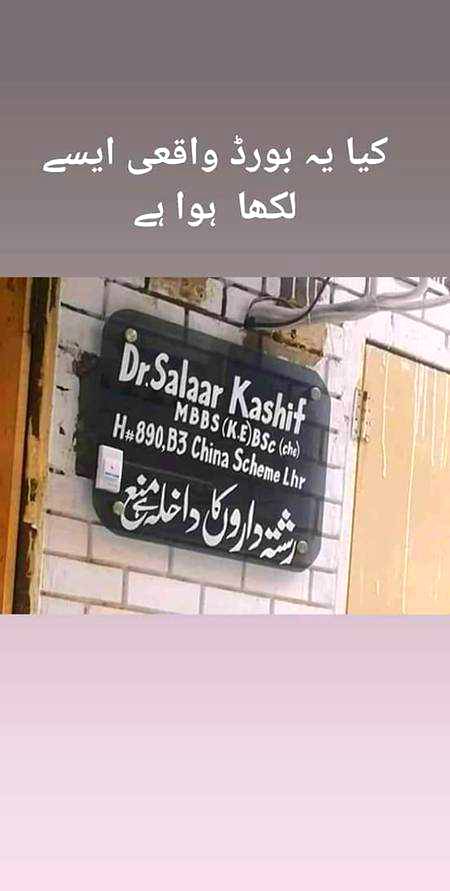 کیا یہ بورڈ واقعی ایسے
لکھا ہوا ہے
Dr.Salaar Kashif
MBBS (K.E) BSc (che)
H#890,B3 China Scheme Lhr
رشتہ داروں کا داخلہ منع ہے